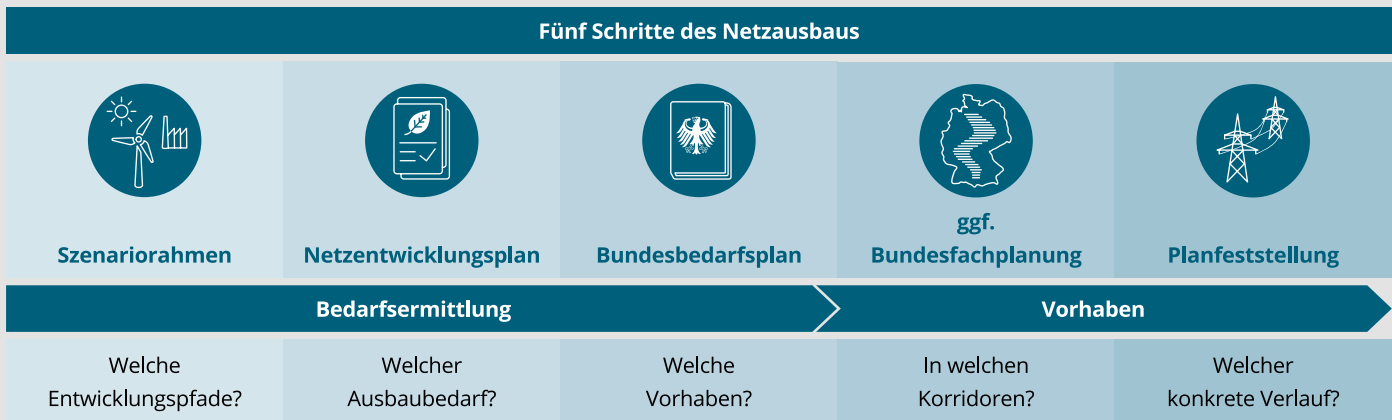 Fünf Schritte des Netzausbaus
Szenariorahmen
Netzentwicklungsplan
Bundesbedarfsplan
ggf.
Bundesfachplanung
Planfeststellung
Bedarfsermittlung
Vorhaben
Welche
Entwicklungspfade?
Welcher
Ausbaubedarf?
Welche
Vorhaben?
In welchen
Korridoren?
Welcher
konkrete Verlauf?